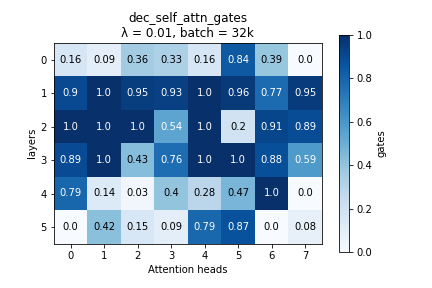 dec_self_attn_gates
λ = 0.01, batch = 32k
layers
0 0.16 0.09 0.36 0.33 0.16 0.84 0.39 0.0
1 0.9 1.0 0.95 0.93 1.0 0.96 0.77 0.95
2 1.0 1.0 1.0 0.54 1.0 0.2 0.91 0.89
3 0.89 1.0 0.43 0.76 1.0 1.0 0.88 0.59
4 0.79 0.14 0.03 0.4 0.28 0.47 1.0 0.0
5 0.0 0.42 0.15 0.09 0.79 0.87 0.0 0.08
0 1 2 3 4 5 6 7
Attention heads
1.0
0.8
0.6
0.4
0.2
0.0
gates